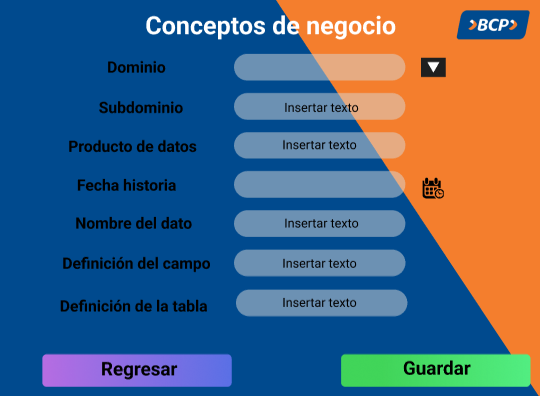 Conceptos de negocio
BCP
Dominio
Subdominio
Insertar texto
Producto de datos
Insertar texto
Fecha historia
Nombre del dato
Insertar texto
Definición del campo
Insertar texto
Definición de la tabla
Insertar texto
Regresar
Guardar